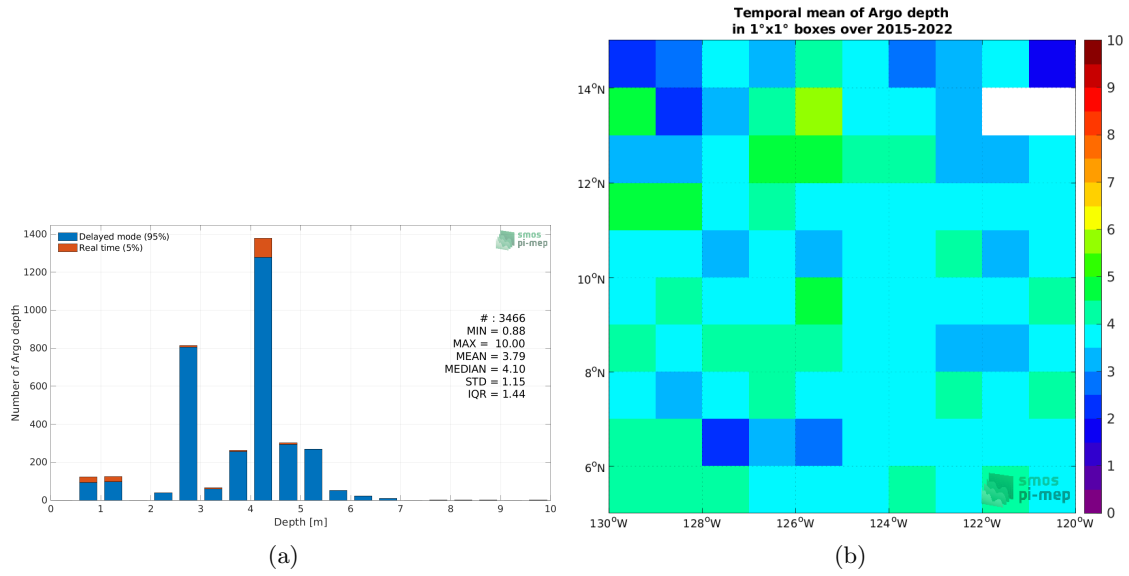 Delayed mode (95%)
Real time (5%)
smos
pi-mep
# : 3466
MIN = 0.88
MAX = 10.00
MEAN = 3.79
MEDIAN = 4.10
STD = 1.15
IQR = 1.44
Number of Argo depth
1400
1200
1000
800
600
400
200
0
0 1 2 3 4 5 6 7 8 9 10
Depth [m]
(a)
Temporal mean of Argo depth
in 1°x1° boxes over 2015-2022
14°N
12°N
10°N
8°N
6°N
130°W 128°W 126°W 124°W 122°W 120°W
10
9
8
7
6
5
4
3
2
1
0
smos
pi-mep
(b)